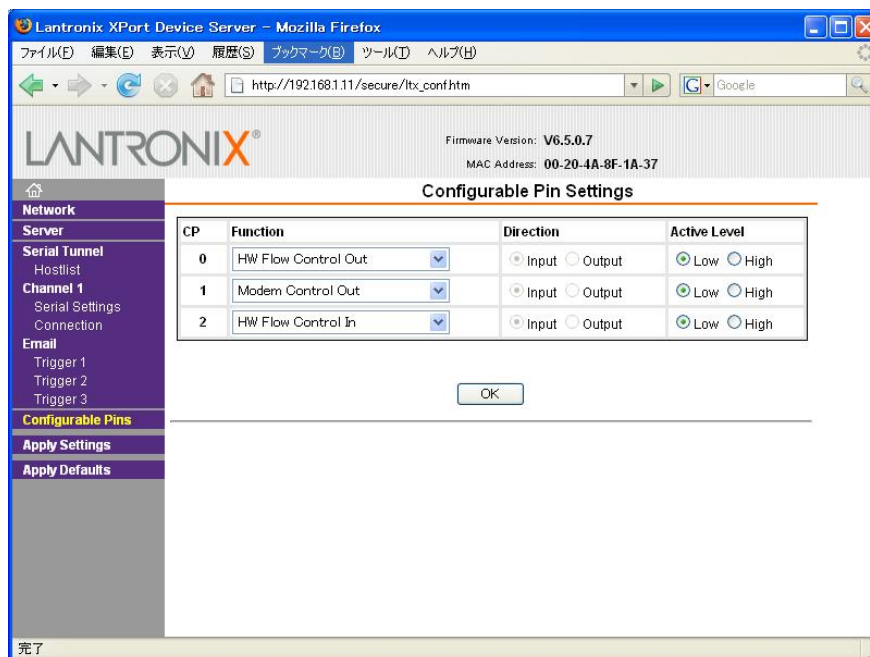 Lantronix XPort Device Server - Mozilla Firefox
ファイル(F) 編集(E) 表示(V) 履歴(S) ブックマーク(B) ツール(T) ヘルプ(H)
http://192.168.1.11/secure/ltx_conf.htm
G Google
LANTRONIX®
Firmware Version: V6.5.0.7
MAC Address: 00-20-4A-8F-1A-37
Network
Server
Serial Tunnel
Hostlist
Channel 1
Serial Settings
Connection
Email
Trigger 1
Trigger 2
Trigger 3
Configurable Pins
Apply Settings
Apply Defaults
Configurable Pin Settings
CP Function Direction Active Level
0 HW Flow Control Out Input Output Low High
1 Modem Control Out Input Output Low High
2 HW Flow Control In Input Output Low High
OK
完了